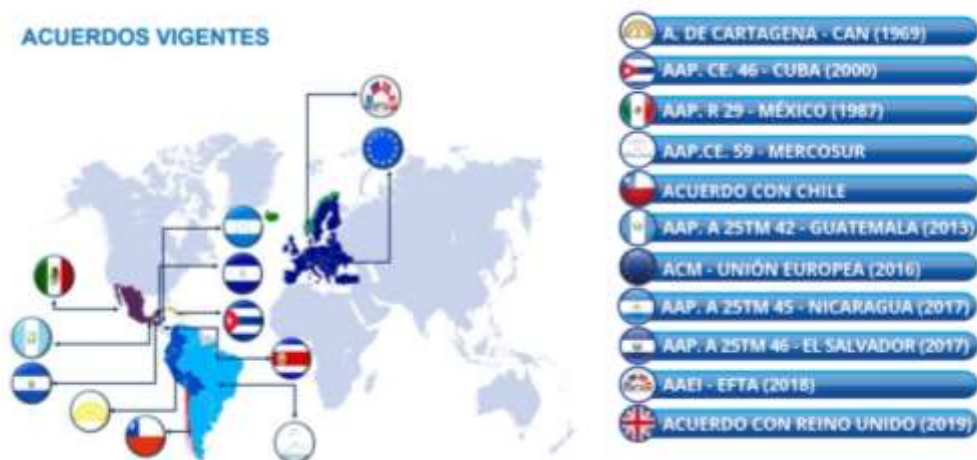 ACUERDOS VIGENTES
A. DE CARTAGENA - CAN (1969)
AAP. CE. 46 - CUBA (2000)
AAP. R 29 - MÉXICO (1987)
AAP.CE. 59 - MERCOSUR
ACUERDO CON CHILE
AAP. A 25TM 42 - GUATEMALA (2013)
ACM - UNIÓN EUROPEA (2016)
AAP. A 25TM 45 - NICARAGUA (2017)
AAP. A 25TM 46 - EL SALVADOR (2017)
AAEI - EFTA (2018)
ACUERDO CON REINO UNIDO (2019)